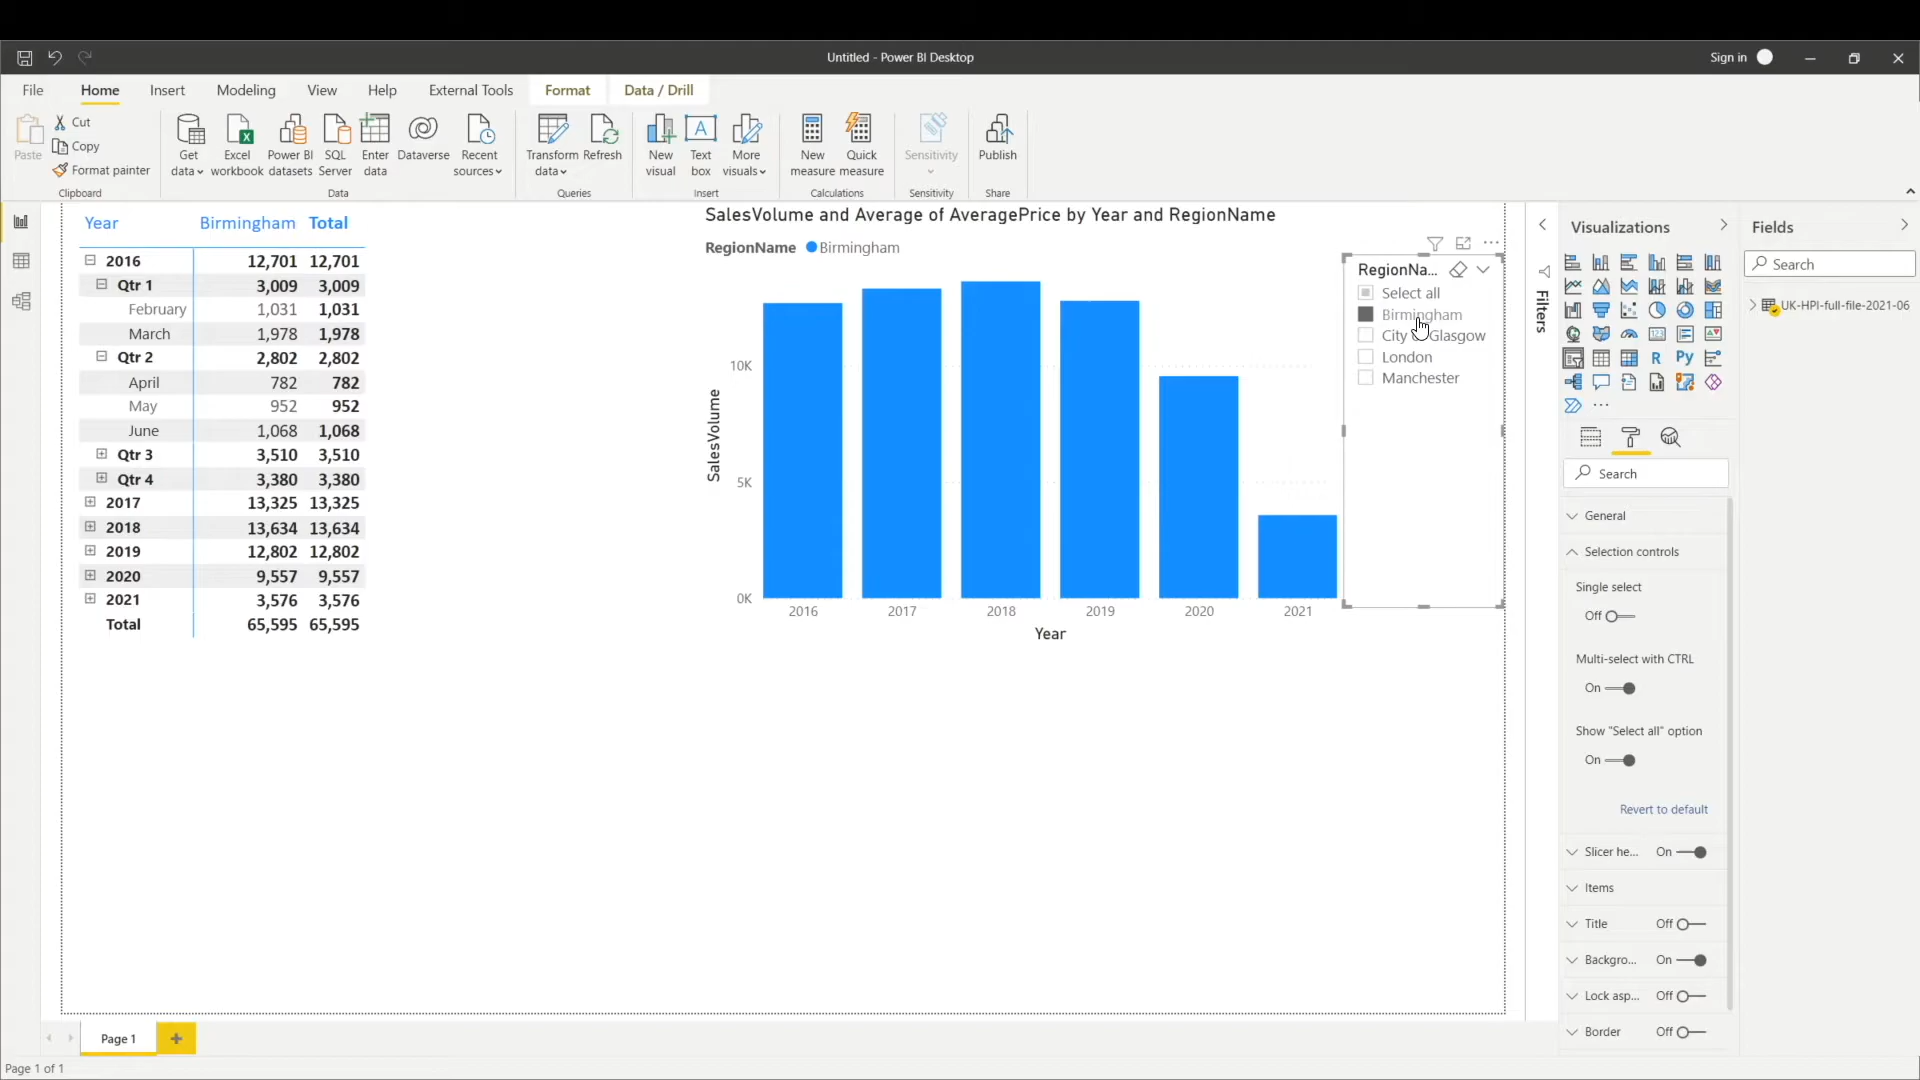 Untitled - Power BI Desktop
Sign in
File Home Insert Modeling View Help External Tools Format Data / Drill
Paste
Cut
Copy
Format painter
Clipboard
Get data
Excel workbook
Power BI datasets
SQL Server
Enter data
Dataverse
Recent sources
Data
Transform data
Refresh
Queries
New visual
Text box
More visuals
Insert
New measure
Quick measure
Calculations
Sensitivity
Sensitivity
Publish
Share
Year Birmingham Total
2016 12,701 12,701
Qtr 1 3,009 3,009
February 1,031 1,031
March 1,978 1,978
Qtr 2 2,802 2,802
April 782 782
May 952 952
June 1,068 1,068
Qtr 3 3,510 3,510
Qtr 4 3,380 3,380
2017 13,325 13,325
2018 13,634 13,634
2019 12,802 12,802
2020 9,557 9,557
2021 3,576 3,576
Total 65,595 65,595
SalesVolume and Average of AveragePrice by Year and RegionName
RegionName Birmingham
SalesVolume
10K
5K
0K
2016 2017 2018 2019 2020 2021
Year
RegionNa...
Select all
Birmingham
City Glasgow
London
Manchester
Filters
Visualizations
R Py
123
Search
General
Selection controls
Single select
Off
Multi-select with CTRL
On
Show "Select all" option
On
Revert to default
Slicer he... On
Items
Title Off
Backgro... On
Lock asp... Off
Border Off
Fields
Search
UK-HPI-full-file-2021-06
Page 1
Page 1 of 1